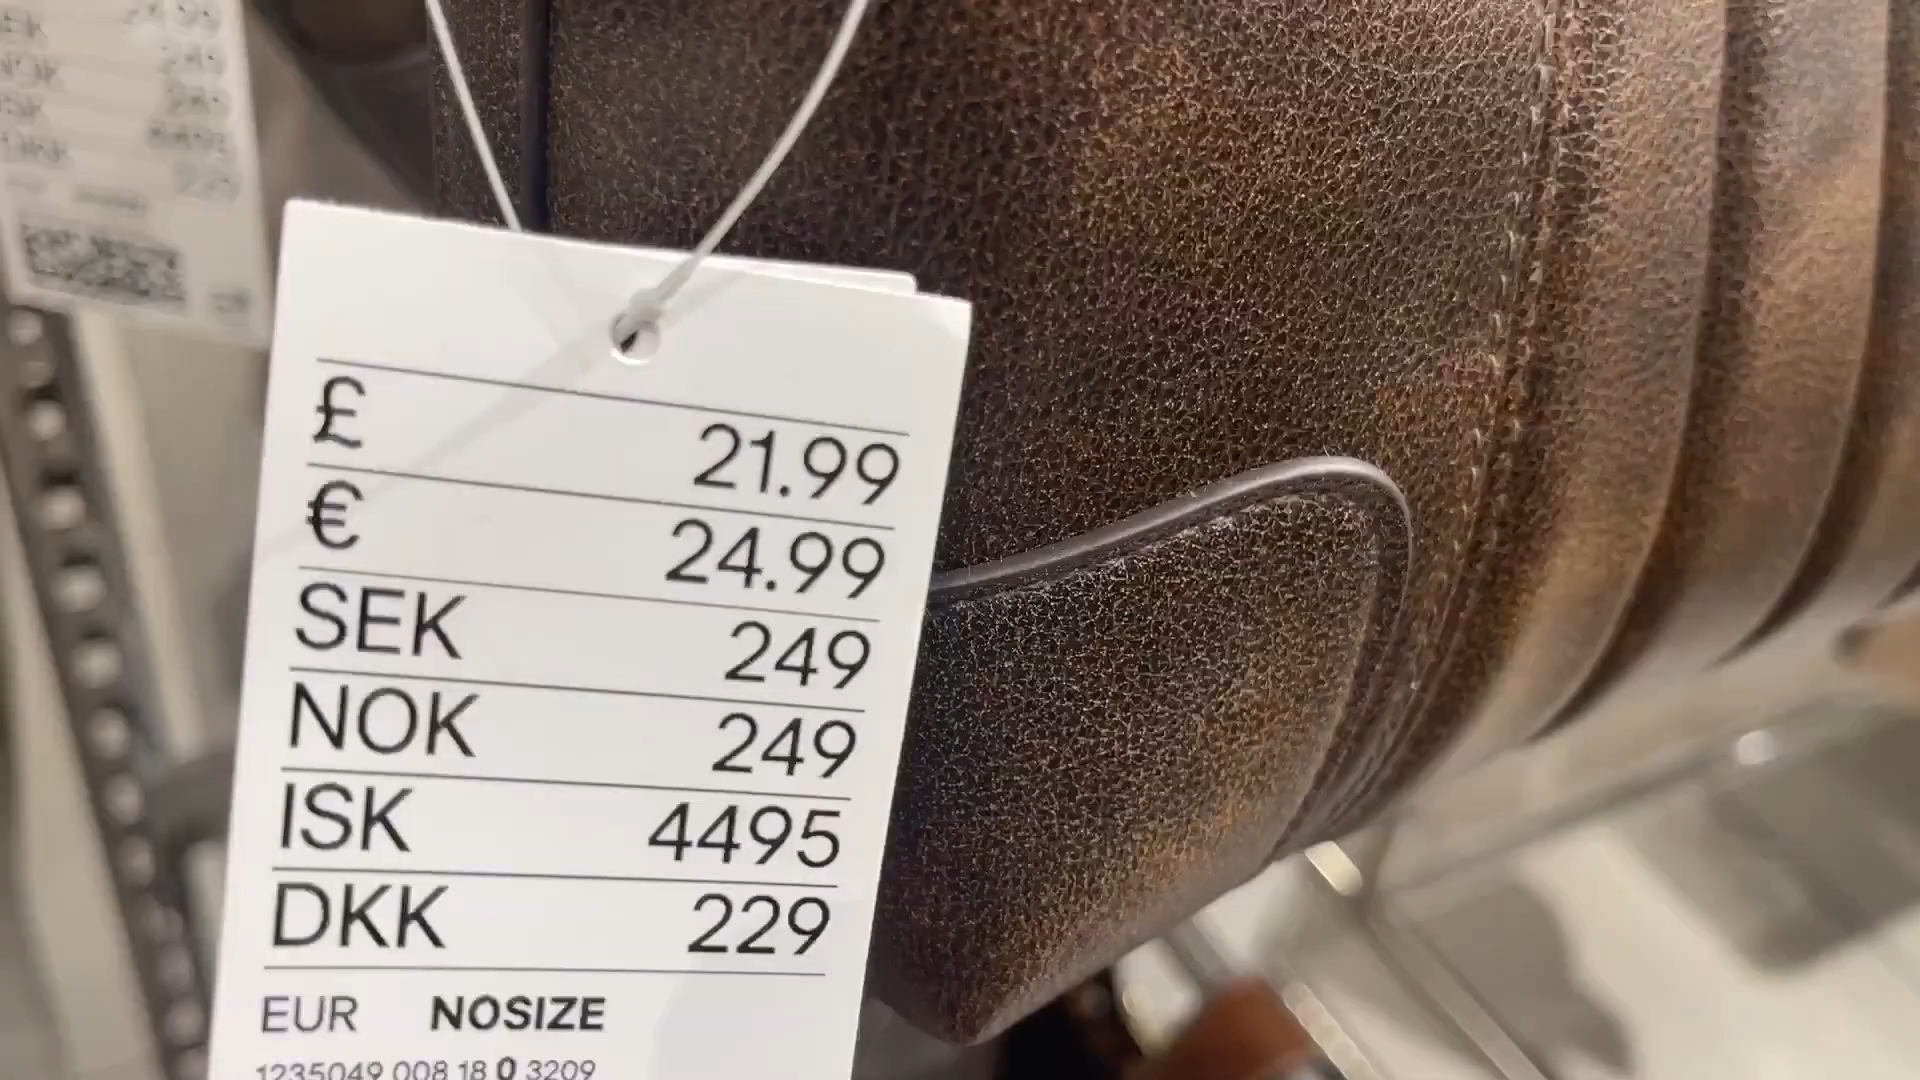 £ 21.99
€ 24.99
SEK 249
NOK 249
ISK 4495
DKK 229
EUR NOSIZE
1235049 008 18 0 3209